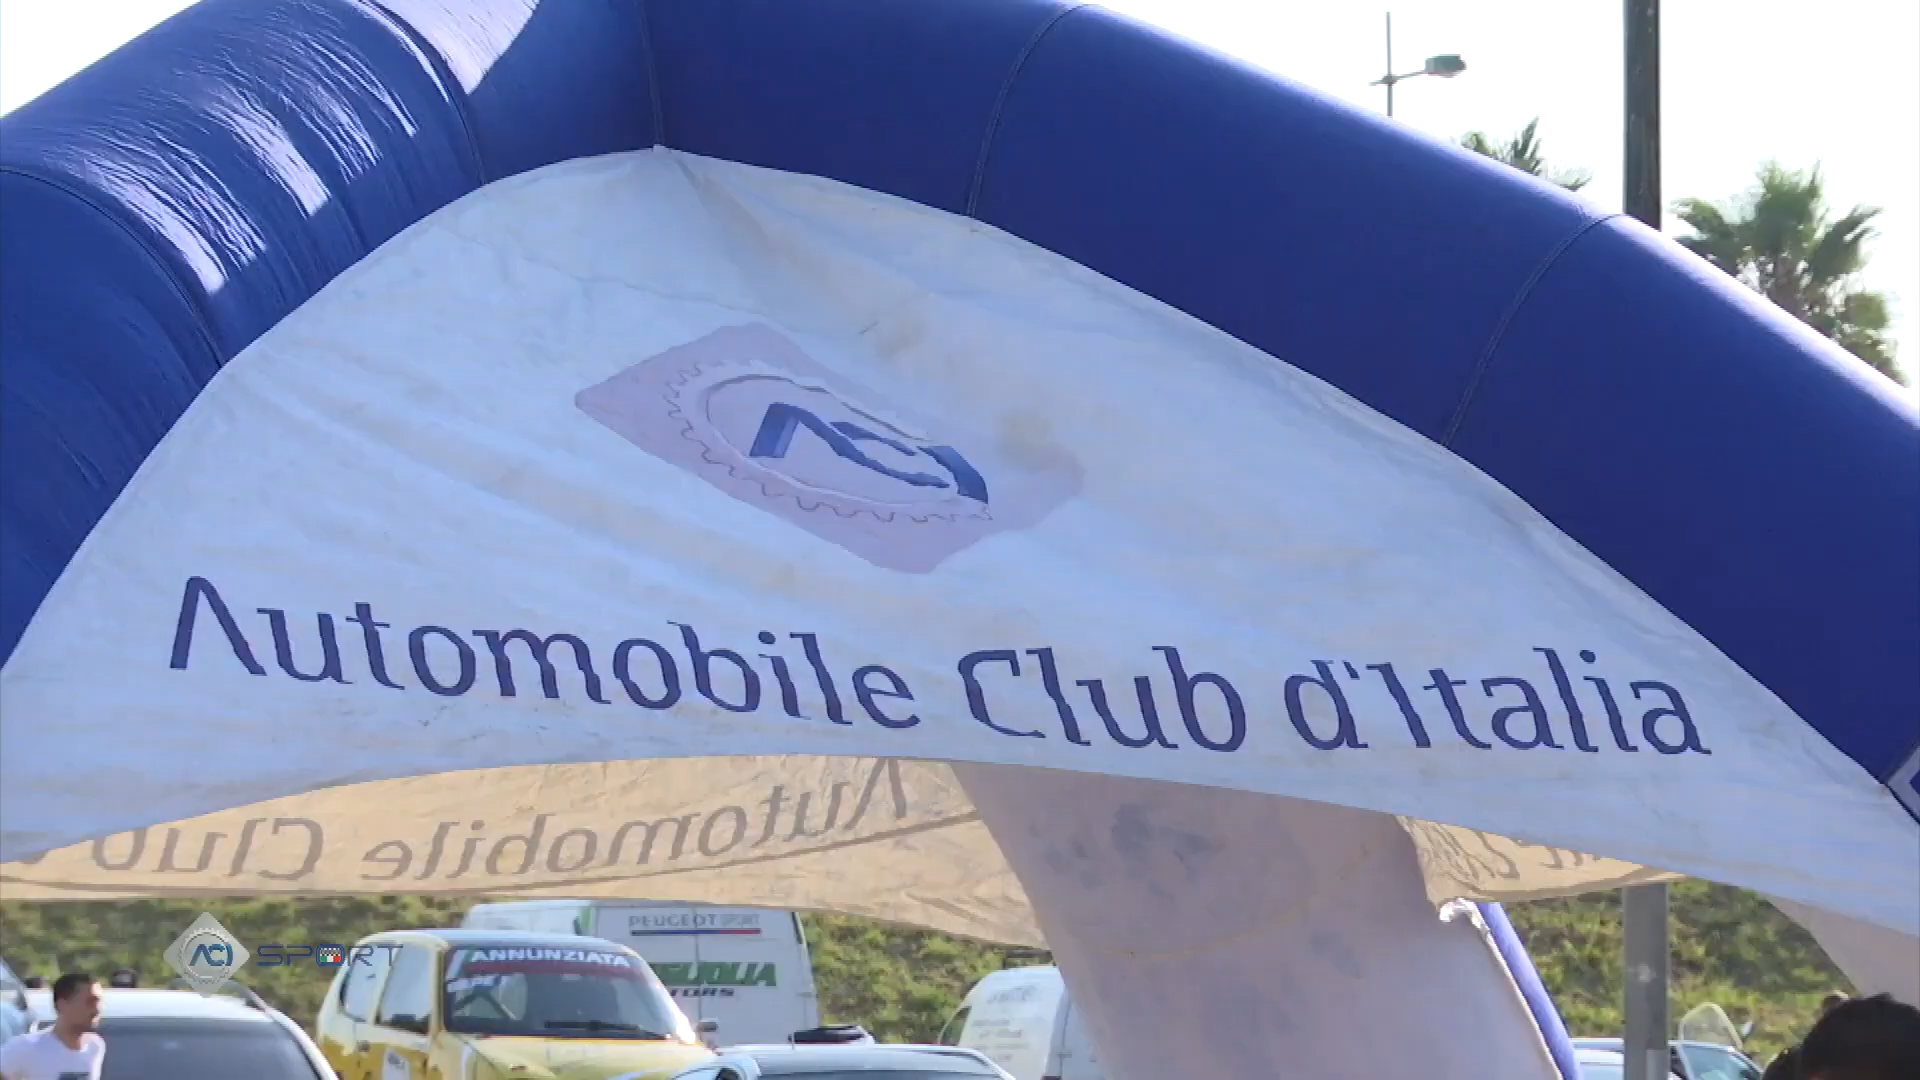 ACI
Automobile Club d'Italia
Automobile Club
PEUGEOT SPORT
ANNUNZIATA
ACI SPORT